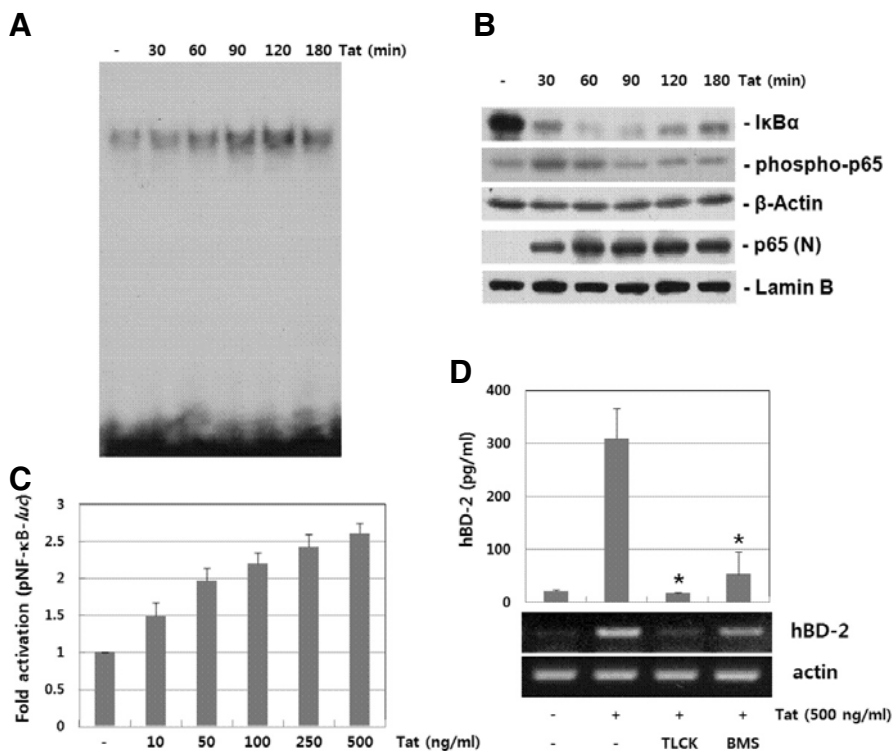 A
- 30 60 90 120 180 Tat (min)
B
- 30 60 90 120 180 Tat (min)
- IκBα
- phospho-p65
- β-Actin
- p65 (N)
- Lamin B
C
Fold activation (pNF-κB-luc)
3
2.5
2
1.5
1
0.5
0
- 10 50 100 250 500 Tat (ng/ml)
D
hBD-2 (pg/ml)
400
300
200
100
0
* *
hBD-2
actin
- + + + Tat (500 ng/ml)
- - TLCK BMS